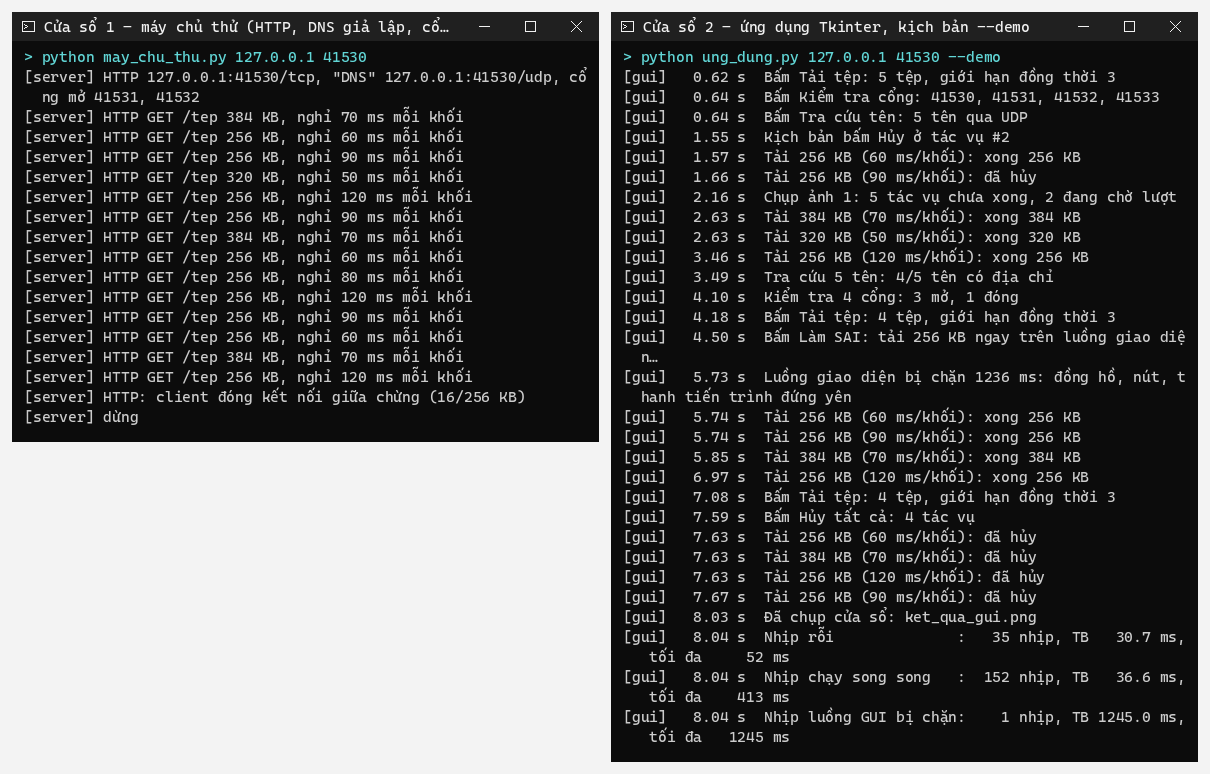 Cửa sổ 1 — máy chủ thử (HTTP, DNS giả lập, cổ…
> python may_chu_thu.py 127.0.0.1 41530
[server] HTTP 127.0.0.1:41530/tcp, "DNS" 127.0.0.1:41530/udp, cổ
ng mở 41531, 41532
[server] HTTP GET /tep 384 KB, nghỉ 70 ms mỗi khối
[server] HTTP GET /tep 256 KB, nghỉ 60 ms mỗi khối
[server] HTTP GET /tep 256 KB, nghỉ 90 ms mỗi khối
[server] HTTP GET /tep 320 KB, nghỉ 50 ms mỗi khối
[server] HTTP GET /tep 256 KB, nghỉ 120 ms mỗi khối
[server] HTTP GET /tep 256 KB, nghỉ 90 ms mỗi khối
[server] HTTP GET /tep 384 KB, nghỉ 70 ms mỗi khối
[server] HTTP GET /tep 256 KB, nghỉ 60 ms mỗi khối
[server] HTTP GET /tep 256 KB, nghỉ 80 ms mỗi khối
[server] HTTP GET /tep 256 KB, nghỉ 120 ms mỗi khối
[server] HTTP GET /tep 256 KB, nghỉ 90 ms mỗi khối
[server] HTTP GET /tep 256 KB, nghỉ 60 ms mỗi khối
[server] HTTP GET /tep 384 KB, nghỉ 70 ms mỗi khối
[server] HTTP GET /tep 256 KB, nghỉ 120 ms mỗi khối
[server] HTTP: client đóng kết nối giữa chừng (16/256 KB)
[server] dừng
Cửa sổ 2 — ứng dụng Tkinter, kịch bản --demo
> python ung_dung.py 127.0.0.1 41530 --demo
[gui]   0.62 s  Bấm Tải tệp: 5 tệp, giới hạn đồng thời 3
[gui]   0.64 s  Bấm Kiểm tra cổng: 41530, 41531, 41532, 41533
[gui]   0.64 s  Bấm Tra cứu tên: 5 tên qua UDP
[gui]   1.55 s  Kịch bản bấm Hủy ở tác vụ #2
[gui]   1.57 s  Tải 256 KB (60 ms/khối): xong 256 KB
[gui]   1.66 s  Tải 256 KB (90 ms/khối): đã hủy
[gui]   2.16 s  Chụp ảnh 1: 5 tác vụ chưa xong, 2 đang chờ lượt
[gui]   2.63 s  Tải 384 KB (70 ms/khối): xong 384 KB
[gui]   2.63 s  Tải 320 KB (50 ms/khối): xong 320 KB
[gui]   3.46 s  Tải 256 KB (120 ms/khối): xong 256 KB
[gui]   3.49 s  Tra cứu 5 tên: 4/5 tên có địa chỉ
[gui]   4.10 s  Kiểm tra 4 cổng: 3 mở, 1 đóng
[gui]   4.18 s  Bấm Tải tệp: 4 tệp, giới hạn đồng thời 3
[gui]   4.50 s  Bấm Làm SAI: tải 256 KB ngay trên luồng giao diệ
n…
[gui]   5.73 s  Luồng giao diện bị chặn 1236 ms: đồng hồ, nút, t
hanh tiến trình đứng yên
[gui]   5.74 s  Tải 256 KB (60 ms/khối): xong 256 KB
[gui]   5.74 s  Tải 256 KB (90 ms/khối): xong 256 KB
[gui]   5.85 s  Tải 384 KB (70 ms/khối): xong 384 KB
[gui]   6.97 s  Tải 256 KB (120 ms/khối): xong 256 KB
[gui]   7.08 s  Bấm Tải tệp: 4 tệp, giới hạn đồng thời 3
[gui]   7.59 s  Bấm Hủy tất cả: 4 tác vụ
[gui]   7.63 s  Tải 256 KB (60 ms/khối): đã hủy
[gui]   7.63 s  Tải 384 KB (70 ms/khối): đã hủy
[gui]   7.63 s  Tải 256 KB (120 ms/khối): đã hủy
[gui]   7.67 s  Tải 256 KB (90 ms/khối): đã hủy
[gui]   8.03 s  Đã chụp cửa sổ: ket_qua_gui.png
[gui]   8.04 s  Nhịp rỗi              :   35 nhịp, TB   30.7 ms,
tối đa     52 ms
[gui]   8.04 s  Nhịp chạy song song   :  152 nhịp, TB   36.6 ms,
tối đa    413 ms
[gui]   8.04 s  Nhịp luồng GUI bị chặn:    1 nhịp, TB 1245.0 ms,
tối đa   1245 ms